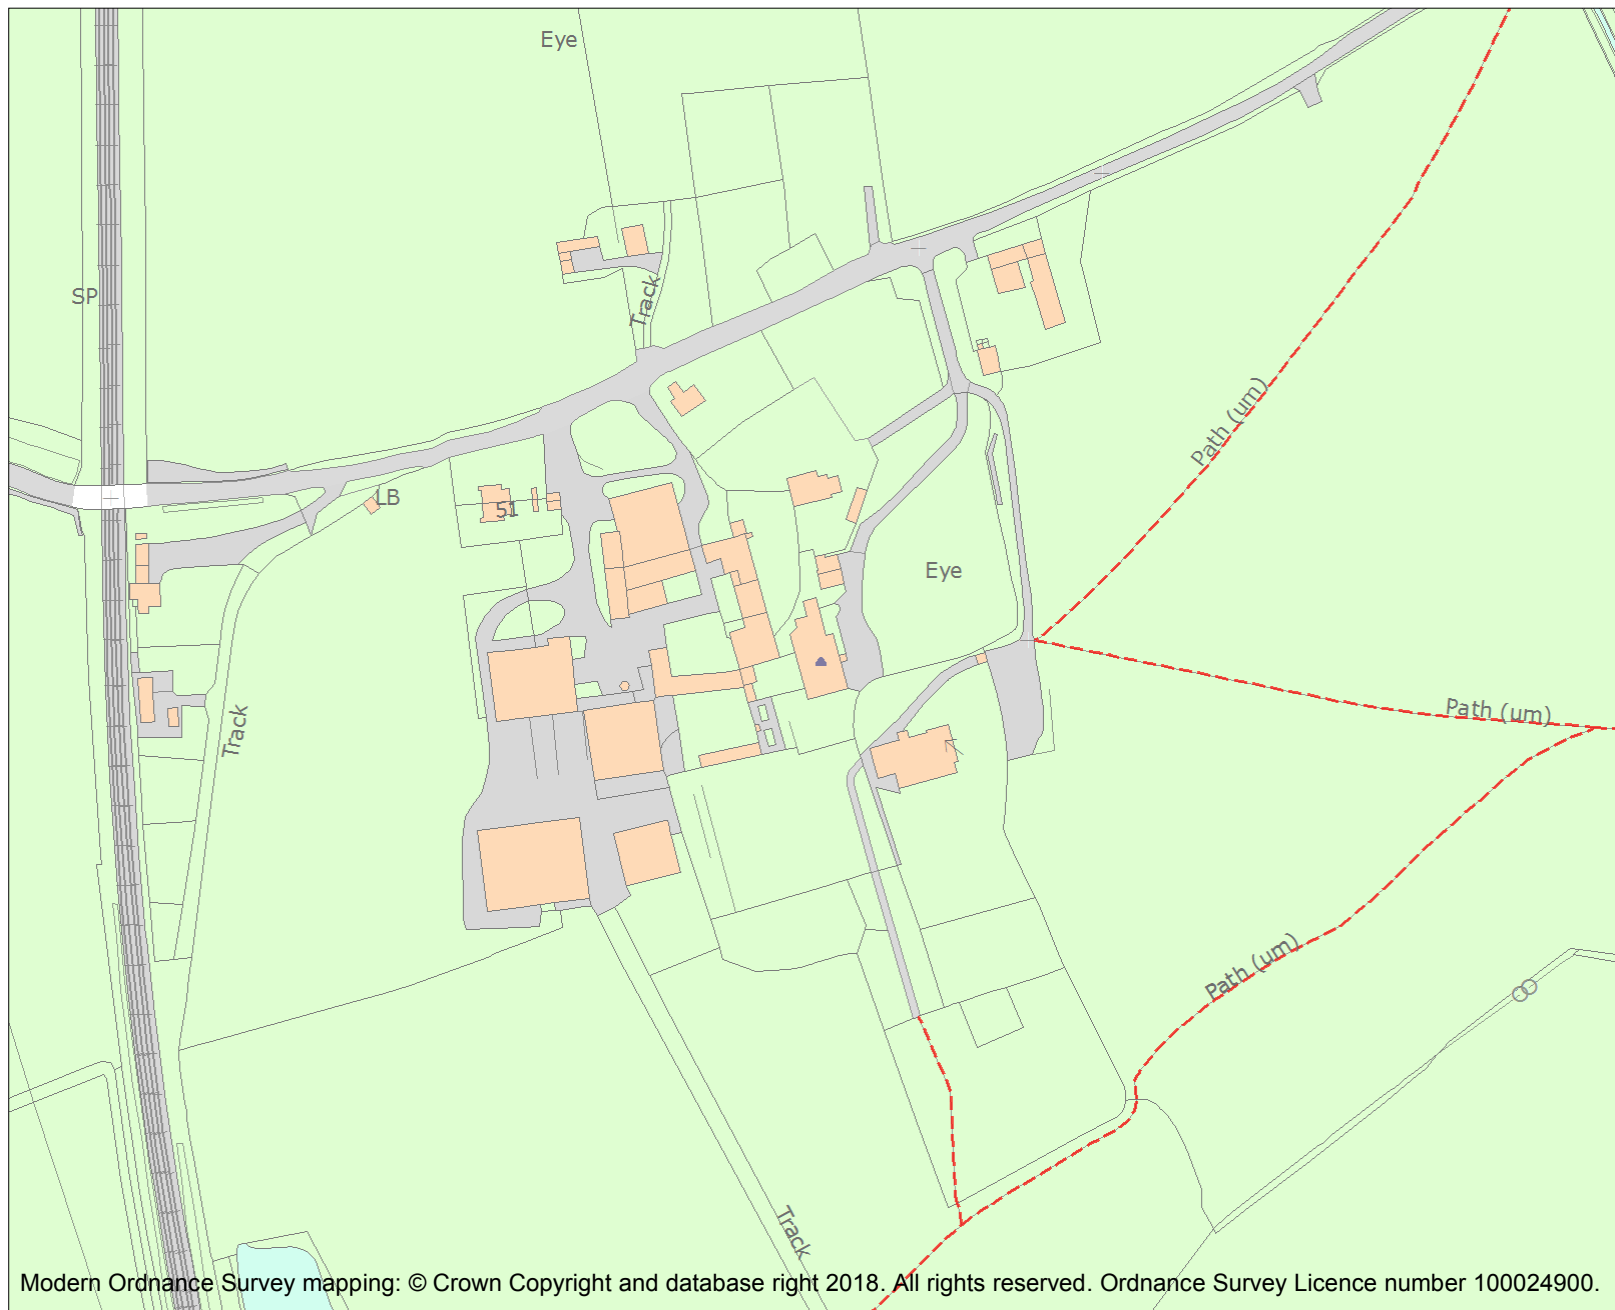 Eye
SP
Track
Path (um)
LB
51
Eye
Path (um)
Track
Path (um)
Track
Modern Ordnance Survey mapping: © Crown Copyright and database right 2018. All rights reserved. Ordnance Survey Licence number 100024900.